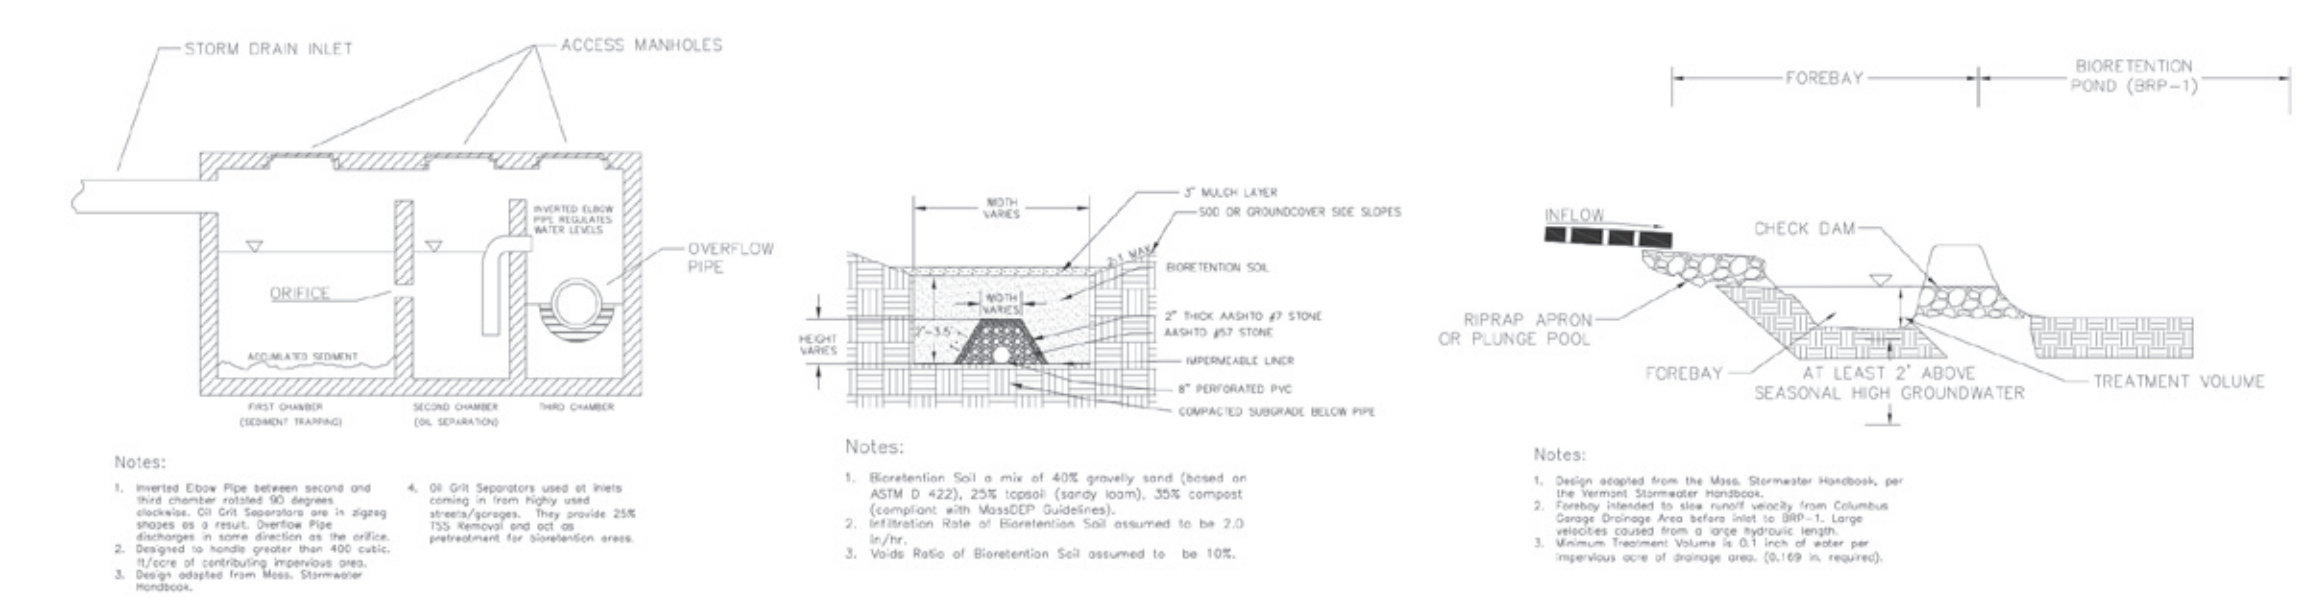 STORM DRAIN INLET
ACCESS MANHOLES
INVERTED ELBOW
PIPE REGULATES
WATER LEVELS
OVERFLOW
PIPE
ORIFICE
ACCUMLATED SEDIMENT
FIRST CHAMBER
(SEDIMENT TRAPPING)
SECOND CHAMBER
(OIL SEPARATION)
THIRD CHAMBER
Notes:
1. Inverted Elbow Pipe between second and
third chamber rotated 90 degrees
clockwise. Oil Grit Separators are in zigzag
shapes as a result. Overflow Pipe
discharges in same direction as the orifice.
2. Designed to handle greater than 400 cubic.
ft/acre of contributing impervious area.
3. Design adapted from Mass. Stormwater
Handbook.
4. Oil Grit Separators used at inlets
coming in from highly used
streets/garages. They provide 25%
TSS Removal and act as
pretreatment for bioretention areas.
WIDTH
VARIES
3" MULCH LAYER
SOD OR GROUNDCOVER SIDE SLOPES
2:1 MAX
BIORETENTION SOIL
WIDTH
VARIES
2'-3.5'
HEIGHT
VARIES
2" THICK AASHTO #7 STONE
AASHTO #57 STONE
IMPERMEABLE LINER
8" PERFORATED PVC
COMPACTED SUBGRADE BELOW PIPE
Notes:
1. Bioretention Soil a mix of 40% gravelly sand (based on
ASTM D 422), 25% topsoil (sandy loam), 35% compost
(compliant with MassDEP Guidelines).
2. Infiltration Rate of Bioretention Soil assumed to be 2.0
in/hr.
3. Voids Ratio of Bioretention Soil assumed to be 10%.
FOREBAY
BIORETENTION
POND (BRP-1)
INFLOW
CHECK DAM
RIPRAP APRON
OR PLUNGE POOL
FOREBAY
AT LEAST 2' ABOVE
SEASONAL HIGH GROUNDWATER
TREATMENT VOLUME
Notes:
1. Design adapted from the Mass. Stormwater Handbook, per
the Vermont Stormwater Handbook.
2. Forebay intended to slow runoff velocity from Columbus
Garage Drainage Area before inlet to BRP-1. Large
velocities caused from a large hydraulic length.
3. Minimum Treatment Volume is 0.1 inch of water per
impervious acre of drainage area. (0.169 in. required).